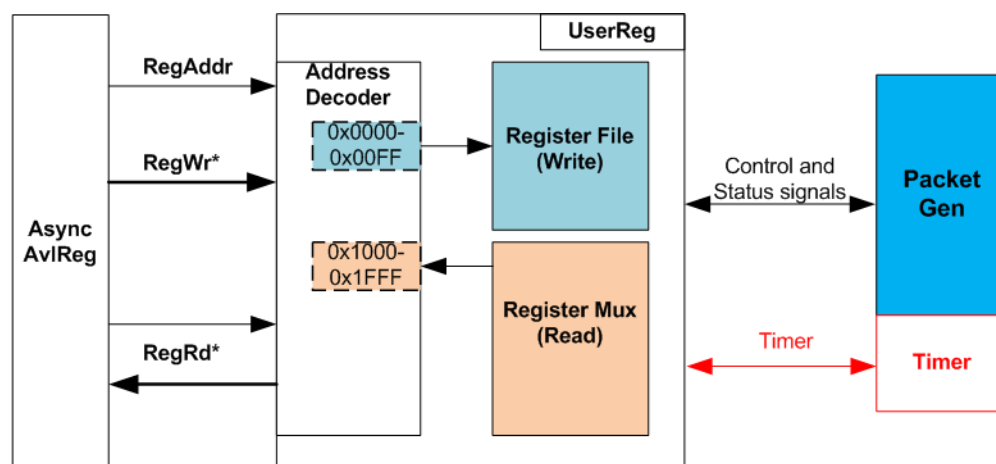 UserReg
RegAddr
Address
Decoder
0x0000-
0x00FF
Register File
(Write)
RegWr*
Control and
Status signals
Packet
Gen
Async
AvlReg
0x1000-
0x1FFF
Register Mux
(Read)
RegRd*
Timer
Timer